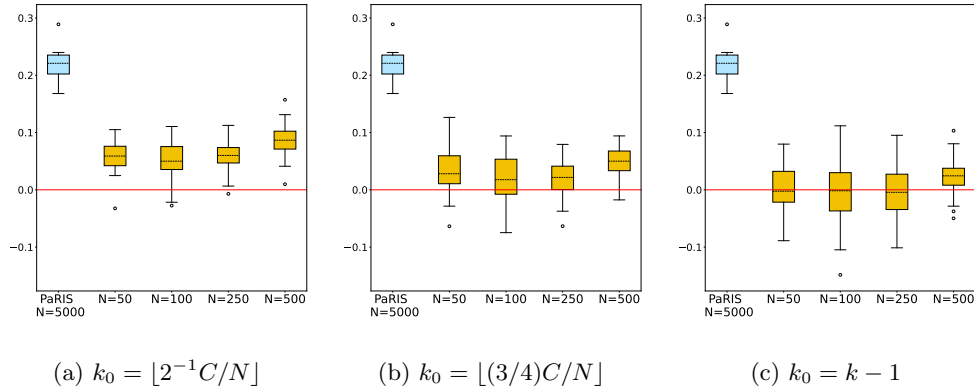 0.3
0.2
0.1
0.0
−0.1
PaRIS
N=5000
N=50
N=100
N=250
N=500
(a) k₀ = ⌊2⁻¹C/N⌋
0.3
0.2
0.1
0.0
−0.1
PaRIS
N=5000
N=50
N=100
N=250
N=500
(b) k₀ = ⌊(3/4)C/N⌋
0.3
0.2
0.1
0.0
−0.1
PaRIS
N=5000
N=50
N=100
N=250
N=500
(c) k₀ = k − 1